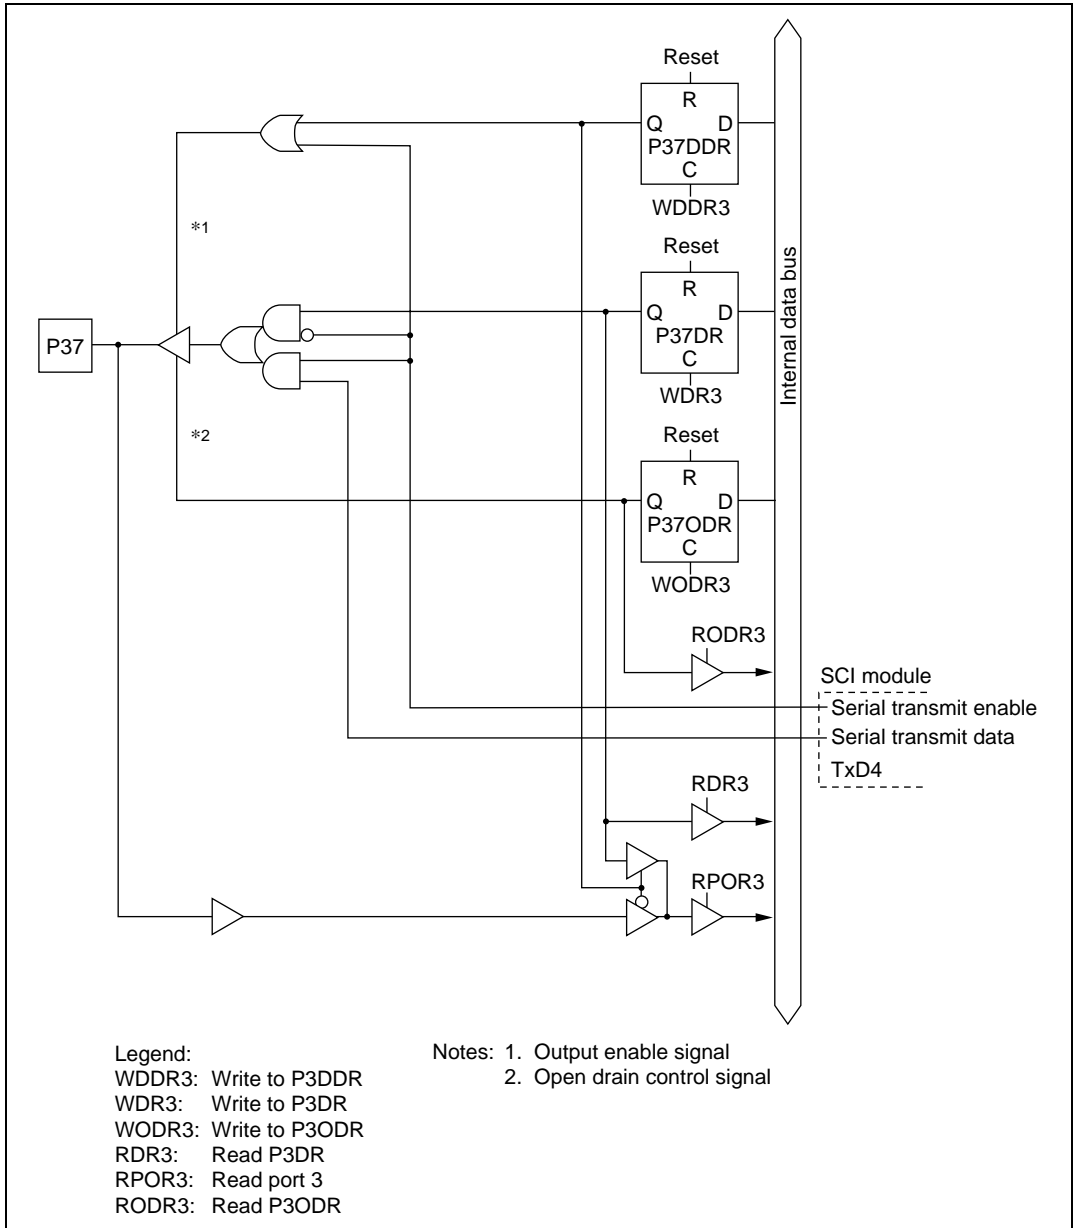 Reset
R
Q D
P37DDR
C
WDDR3
*1
Reset
R
Q D
P37DR
C
WDR3
P37
Internal data bus
*2
Reset
R
Q D
P37ODR
C
WODR3
RODR3
SCI module
Serial transmit enable
Serial transmit data
TxD4
RDR3
RPOR3
Legend:
WDDR3: Write to P3DDR
WDR3: Write to P3DR
WODR3: Write to P3ODR
RDR3: Read P3DR
RPOR3: Read port 3
RODR3: Read P3ODR
Notes: 1. Output enable signal
2. Open drain control signal